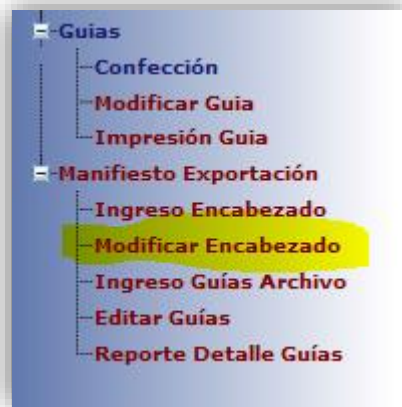 Guias
Confección
Modificar Guia
Impresión Guia
Manifiesto Exportación
Ingreso Encabezado
Modificar Encabezado
Ingreso Guías Archivo
Editar Guías
Reporte Detalle Guías